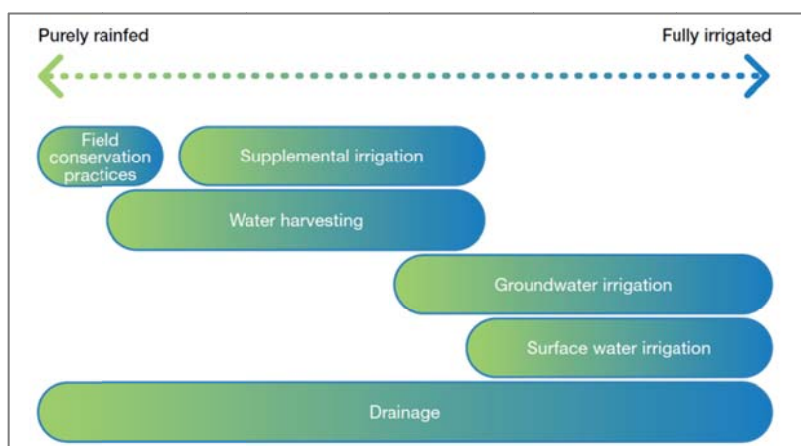 Purely rainfed
Fully irrigated
Field
conservation
practices
Supplemental irrigation
Water harvesting
Groundwater irrigation
Surface water irrigation
Drainage